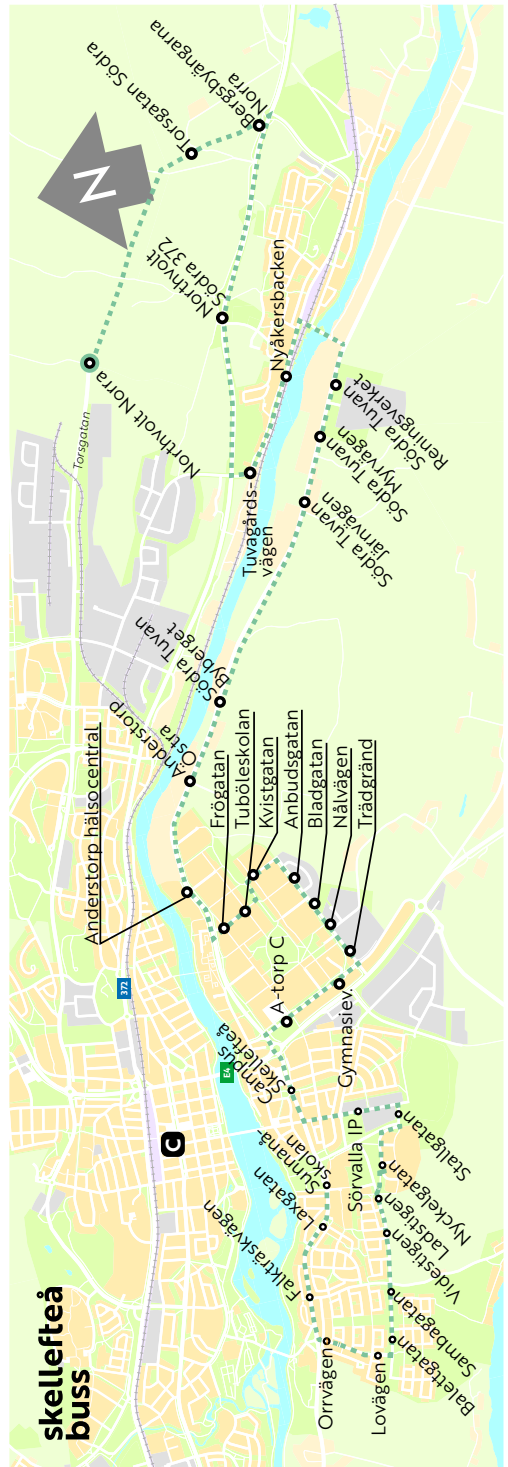 skellefteå
buss
N
Bergsbyängarna
Norra
Torsgatan Södra
Northvolt
Södra 372
Northvolt Norra
Torsgatan
Nyåkersbacken
Tuvagårds-
vägen
Södra Tuvan
Reningsverket
Södra Tuvan
Myrvägen
Södra Tuvan
Järnvägen
Södra Tuvan
Byberget
Anderstorp
Östra
Anderstorp hälsocentral
Frögatan
Tuböleskolan
Kvistgatan
Anbudsgatan
Bladgatan
Nålvägen
Trädgränd
372
E4
C
A-torp C
Gymnasiev.
Campus
Skellefteå
Sörvalla IP
Stallgatan
Sunnanå-
skolan
Nyckelgatan
Ladstigen
Laxgatan
Videstigen
Falkträskvägen
Sambagatan
Balettgatan
Orrvägen
Lovägen